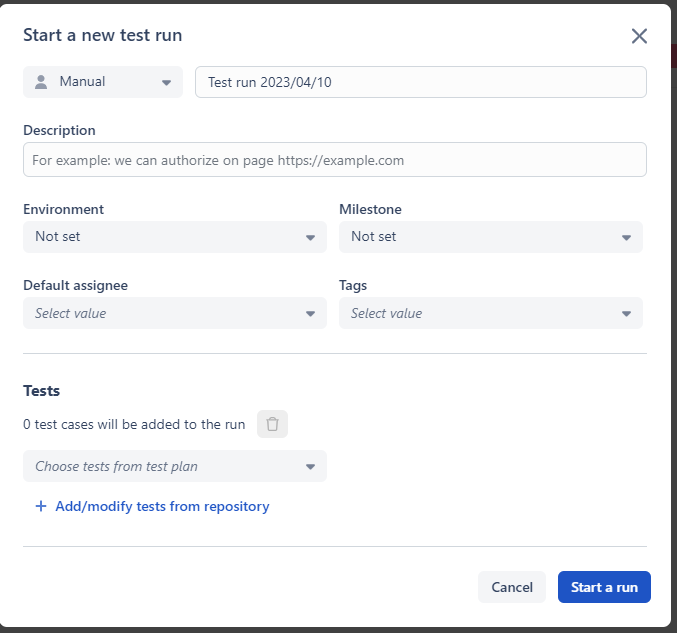 Start a new test run
Manual
Test run 2023/04/10
Description
For example: we can authorize on page https://example.com
Environment
Milestone
Not set
Not set
Default assignee
Tags
Select value
Select value
Tests
0 test cases will be added to the run
Choose tests from test plan
+ Add/modify tests from repository
Cancel
Start a run